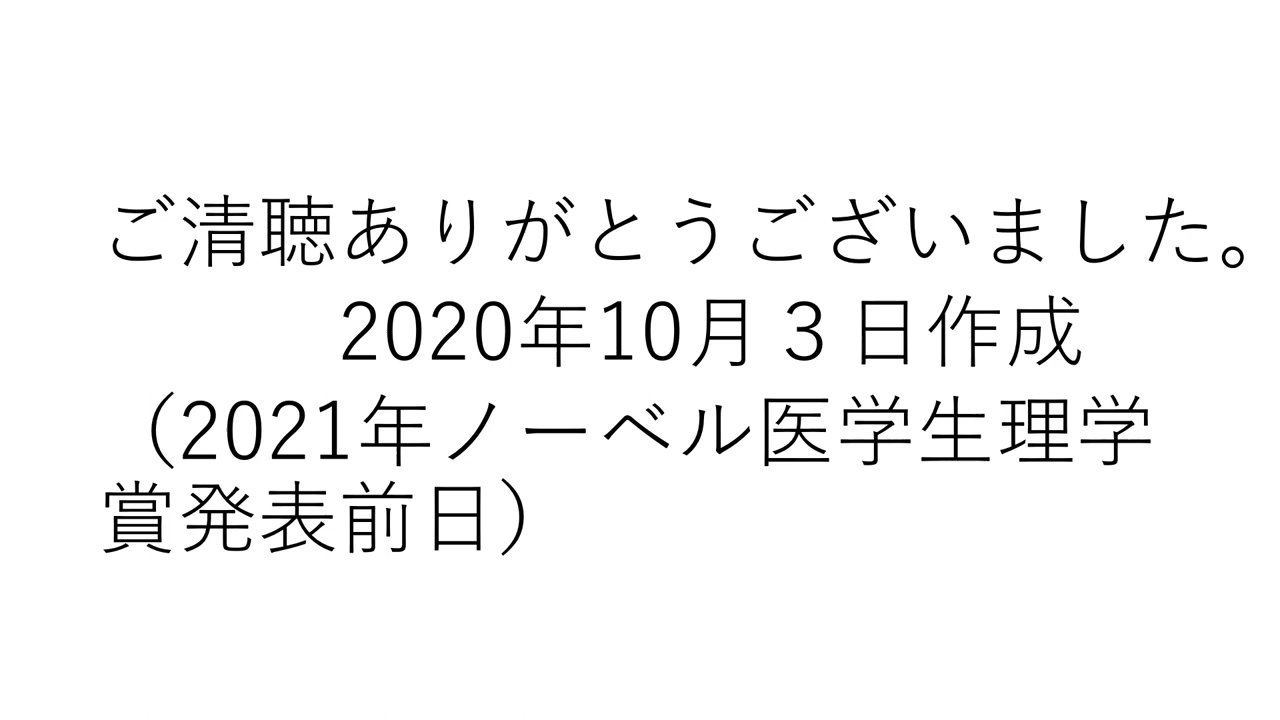 ご清聴ありがとうございました。
2020年10月３日作成
（2021年ノーベル医学生理学
賞発表前日）